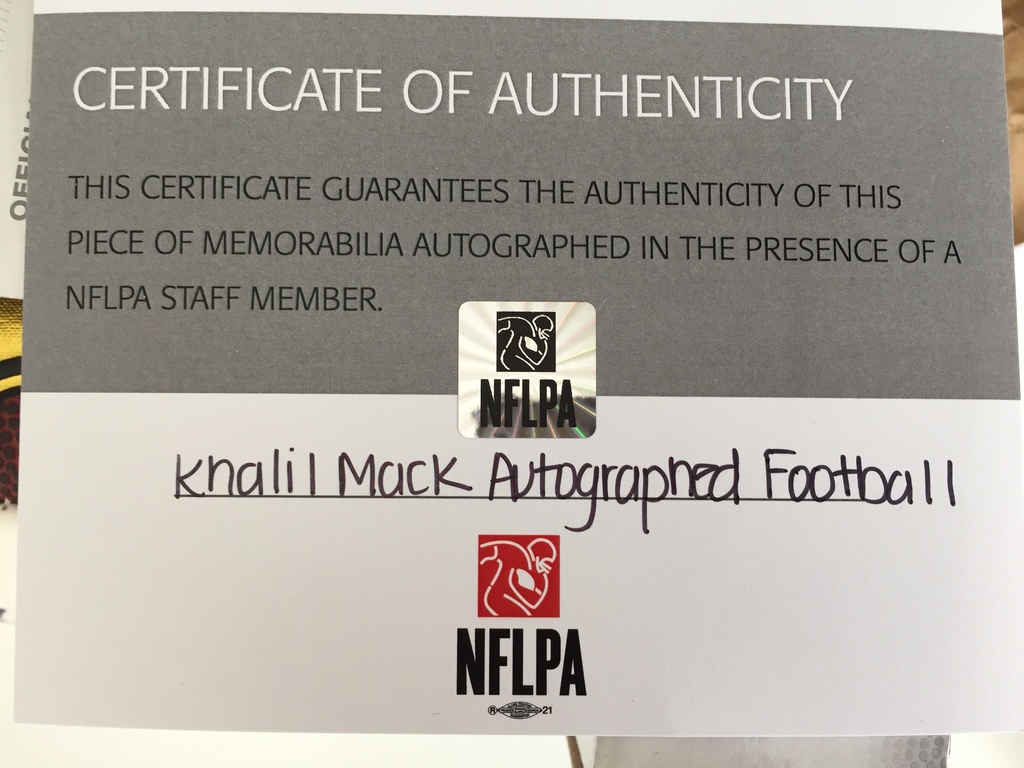 CERTIFICATE OF AUTHENTICITY
THIS CERTIFICATE GUARANTEES THE AUTHENTICITY OF THIS
PIECE OF MEMORABILIA AUTOGRAPHED IN THE PRESENCE OF A
NFLPA STAFF MEMBER.
NFLPA
Khalil Mack Autographed Football
NFLPA
® 21